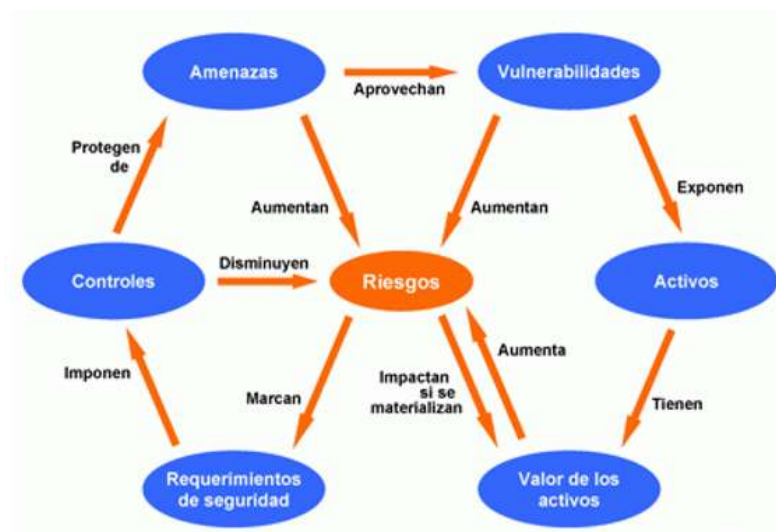 Amenazas
Vulnerabilidades
Aprovechan
Protegen
de
Exponen
Aumentan
Aumentan
Disminuyen
Controles
Riesgos
Activos
Aumenta
Imponen
Marcan
Impactan
si se
materializan
Tienen
Requerimientos
de seguridad
Valor de los
activos